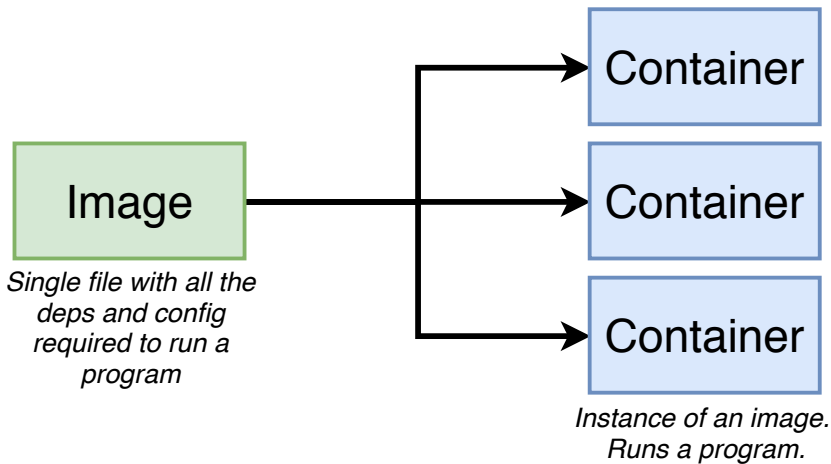 Image
Single file with all the
deps and config
required to run a
program
Container
Container
Container
Instance of an image.
Runs a program.